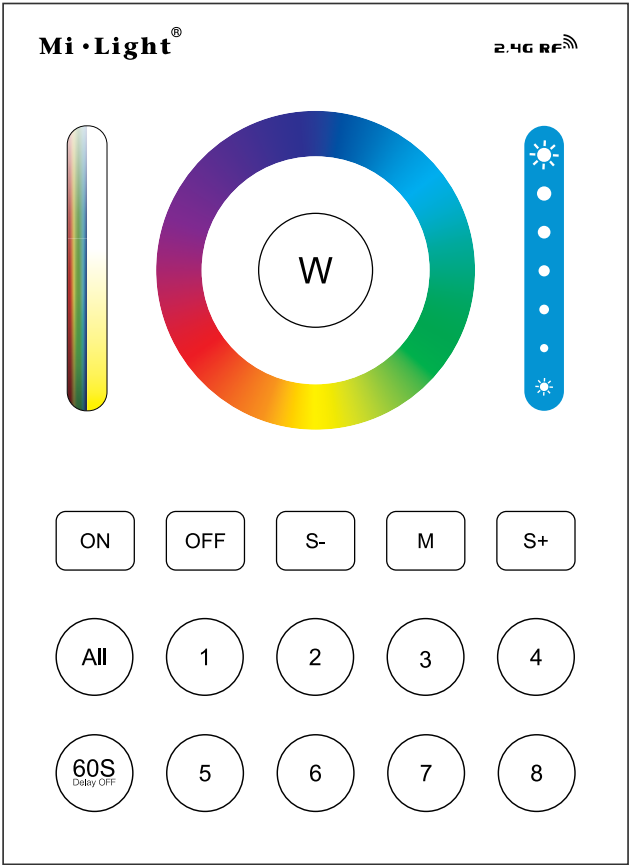 Mi·Light®
2.4G RF
W
ON OFF S- M S+
All 1 2 3 4
60S
Delay OFF
5 6 7 8